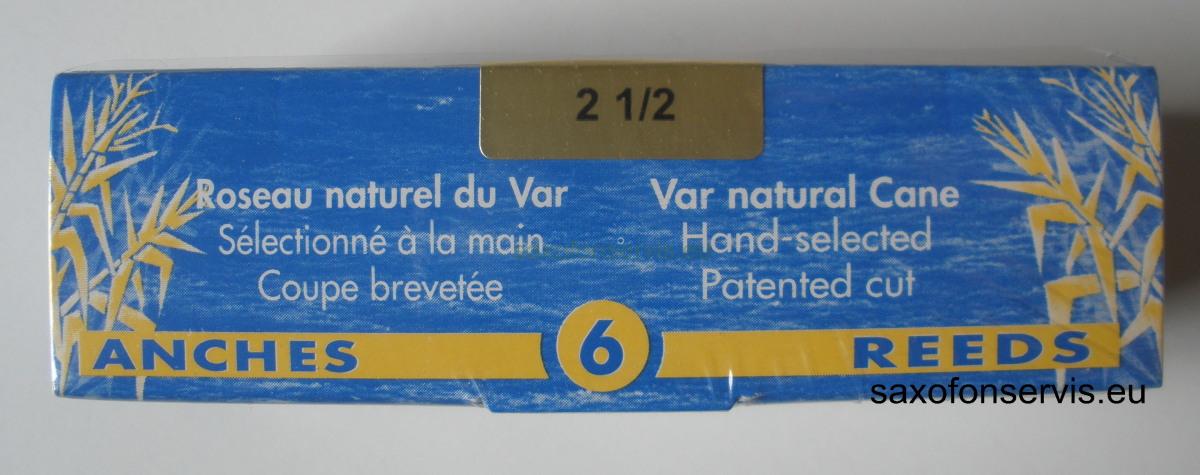 2 1/2
Roseau naturel du Var
Sélectionné à la main
Coupe brevetée
Var natural Cane
Hand-selected
Patented cut
ANCHES
6
REEDS
saxofonservis.eu